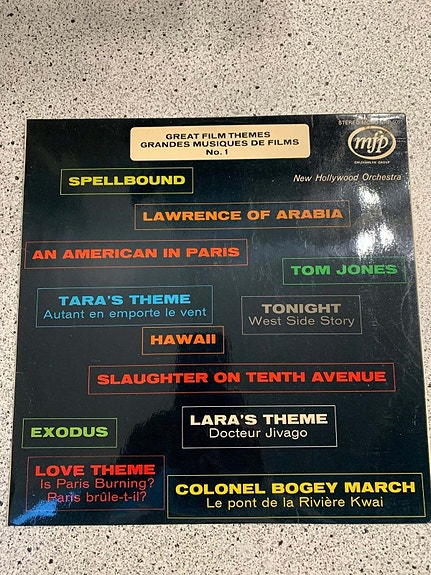 STEREO
GREAT FILM THEMES
GRANDES MUSIQUES DE FILMS
No. 1
mfp
New Hollywood Orchestra
SPELLBOUND
LAWRENCE OF ARABIA
AN AMERICAN IN PARIS
TOM JONES
TARA'S THEME
Autant en emporte le vent
TONIGHT
West Side Story
HAWAII
SLAUGHTER ON TENTH AVENUE
LARA'S THEME
Docteur Jivago
EXODUS
LOVE THEME
Is Paris Burning?
Paris brûle-t-il?
COLONEL BOGEY MARCH
Le pont de la Rivière Kwai